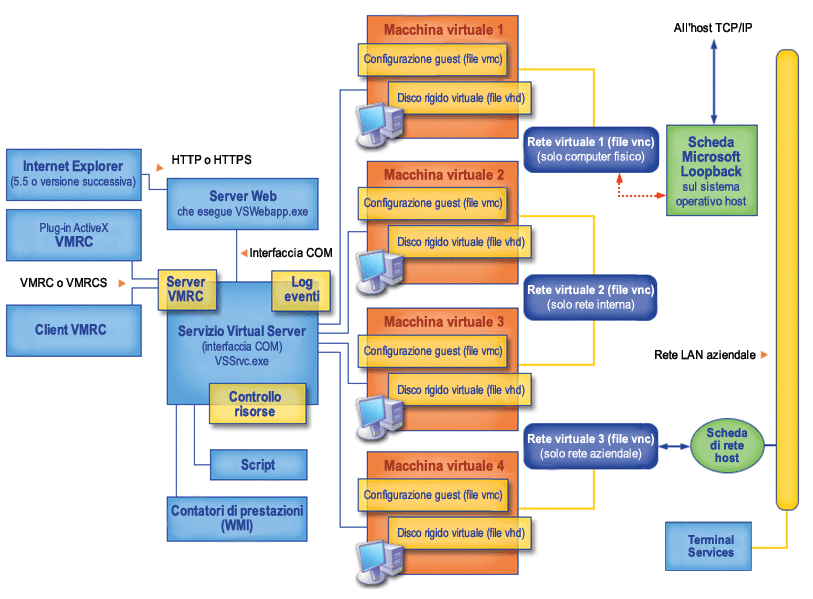 Internet Explorer
(5.5 o versione successiva)
HTTP o HTTPS
Server Web
che esegue VSWebapp.exe
Plug-in ActiveX
VMRC
Interfaccia COM
VMRC o VMRCS
Server
VMRC
Log
eventi
Client VMRC
Servizio Virtual Server
(interfaccia COM)
VSSrvc.exe
Controllo
risorse
Script
Contatori di prestazioni
(WMI)
Macchina virtuale 1
Configurazione guest (file vmc)
Disco rigido virtuale (file vhd)
Macchina virtuale 2
Configurazione guest (file vmc)
Disco rigido virtuale (file vhd)
Macchina virtuale 3
Configurazione guest (file vmc)
Disco rigido virtuale (file vhd)
Macchina virtuale 4
Configurazione guest (file vmc)
Disco rigido virtuale (file vhd)
Rete virtuale 1 (file vnc)
(solo computer fisico)
Rete virtuale 2 (file vnc)
(solo rete interna)
Rete virtuale 3 (file vnc)
(solo rete aziendale)
All'host TCP/IP
Scheda
Microsoft
Loopback
sul sistema
operativo host
Rete LAN aziendale
Scheda
di rete
host
Terminal
Services